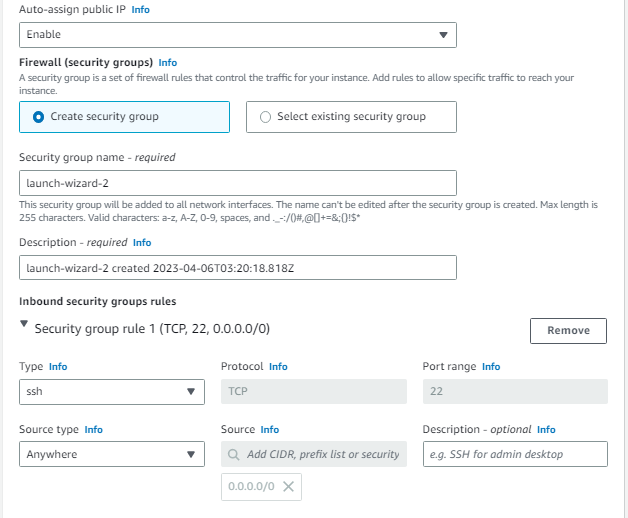 Auto-assign public IP Info
Enable
Firewall (security groups) Info
A security group is a set of firewall rules that control the traffic for your instance. Add rules to allow specific traffic to reach your
instance.
Create security group
Select existing security group
Security group name - required
launch-wizard-2
This security group will be added to all network interfaces. The name can't be edited after the security group is created. Max length is
255 characters. Valid characters: a-z, A-Z, 0-9, spaces, and ._-:/()#,@[]+=&;{}!$*
Description - required Info
launch-wizard-2 created 2023-04-06T03:20:18.818Z
Inbound security groups rules
Security group rule 1 (TCP, 22, 0.0.0.0/0)
Remove
Type Info
Protocol Info
Port range Info
ssh
TCP
22
Source type Info
Source Info
Description - optional Info
Anywhere
Add CIDR, prefix list or security
e.g. SSH for admin desktop
0.0.0.0/0